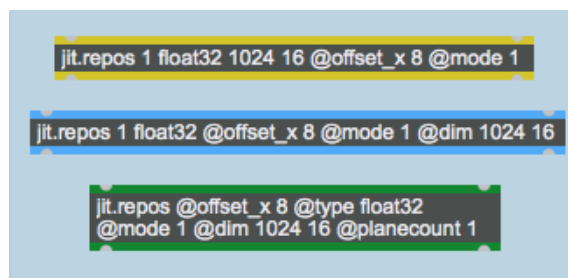 jit.repos 1 float32 1024 16 @offset_x 8 @mode 1
jit.repos 1 float32 @offset_x 8 @mode 1 @dim 1024 16
jit.repos @offset_x 8 @type float32
@mode 1 @dim 1024 16 @planecount 1